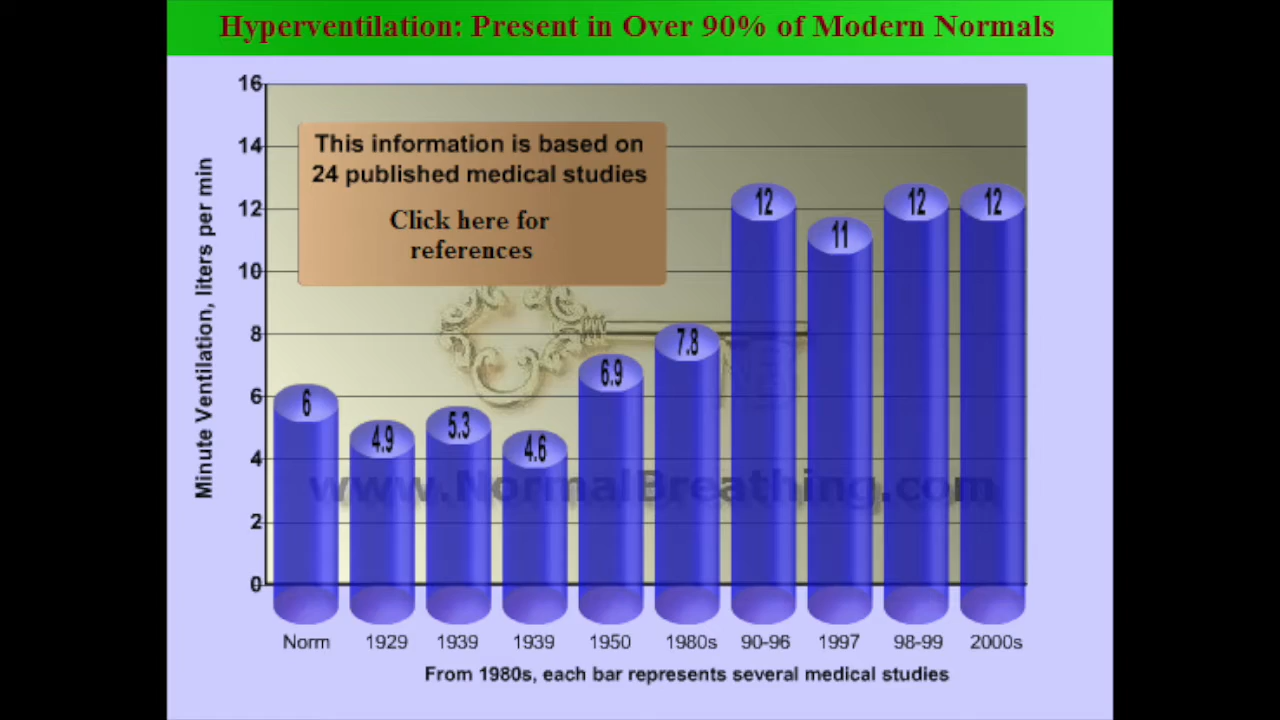 Hyperventilation: Present in Over 90% of Modern Normals
16
14
12
10
8
6
4
2
0
Minute Ventilation, liters per min
This information is based on
24 published medical studies
Click here for
references
6
4.9
5.3
4.6
6.9
7.8
12
11
12
12
www.NormalBreathing.com
Norm 1929 1939 1939 1950 1980s 90-96 1997 98-99 2000s
From 1980s, each bar represents several medical studies